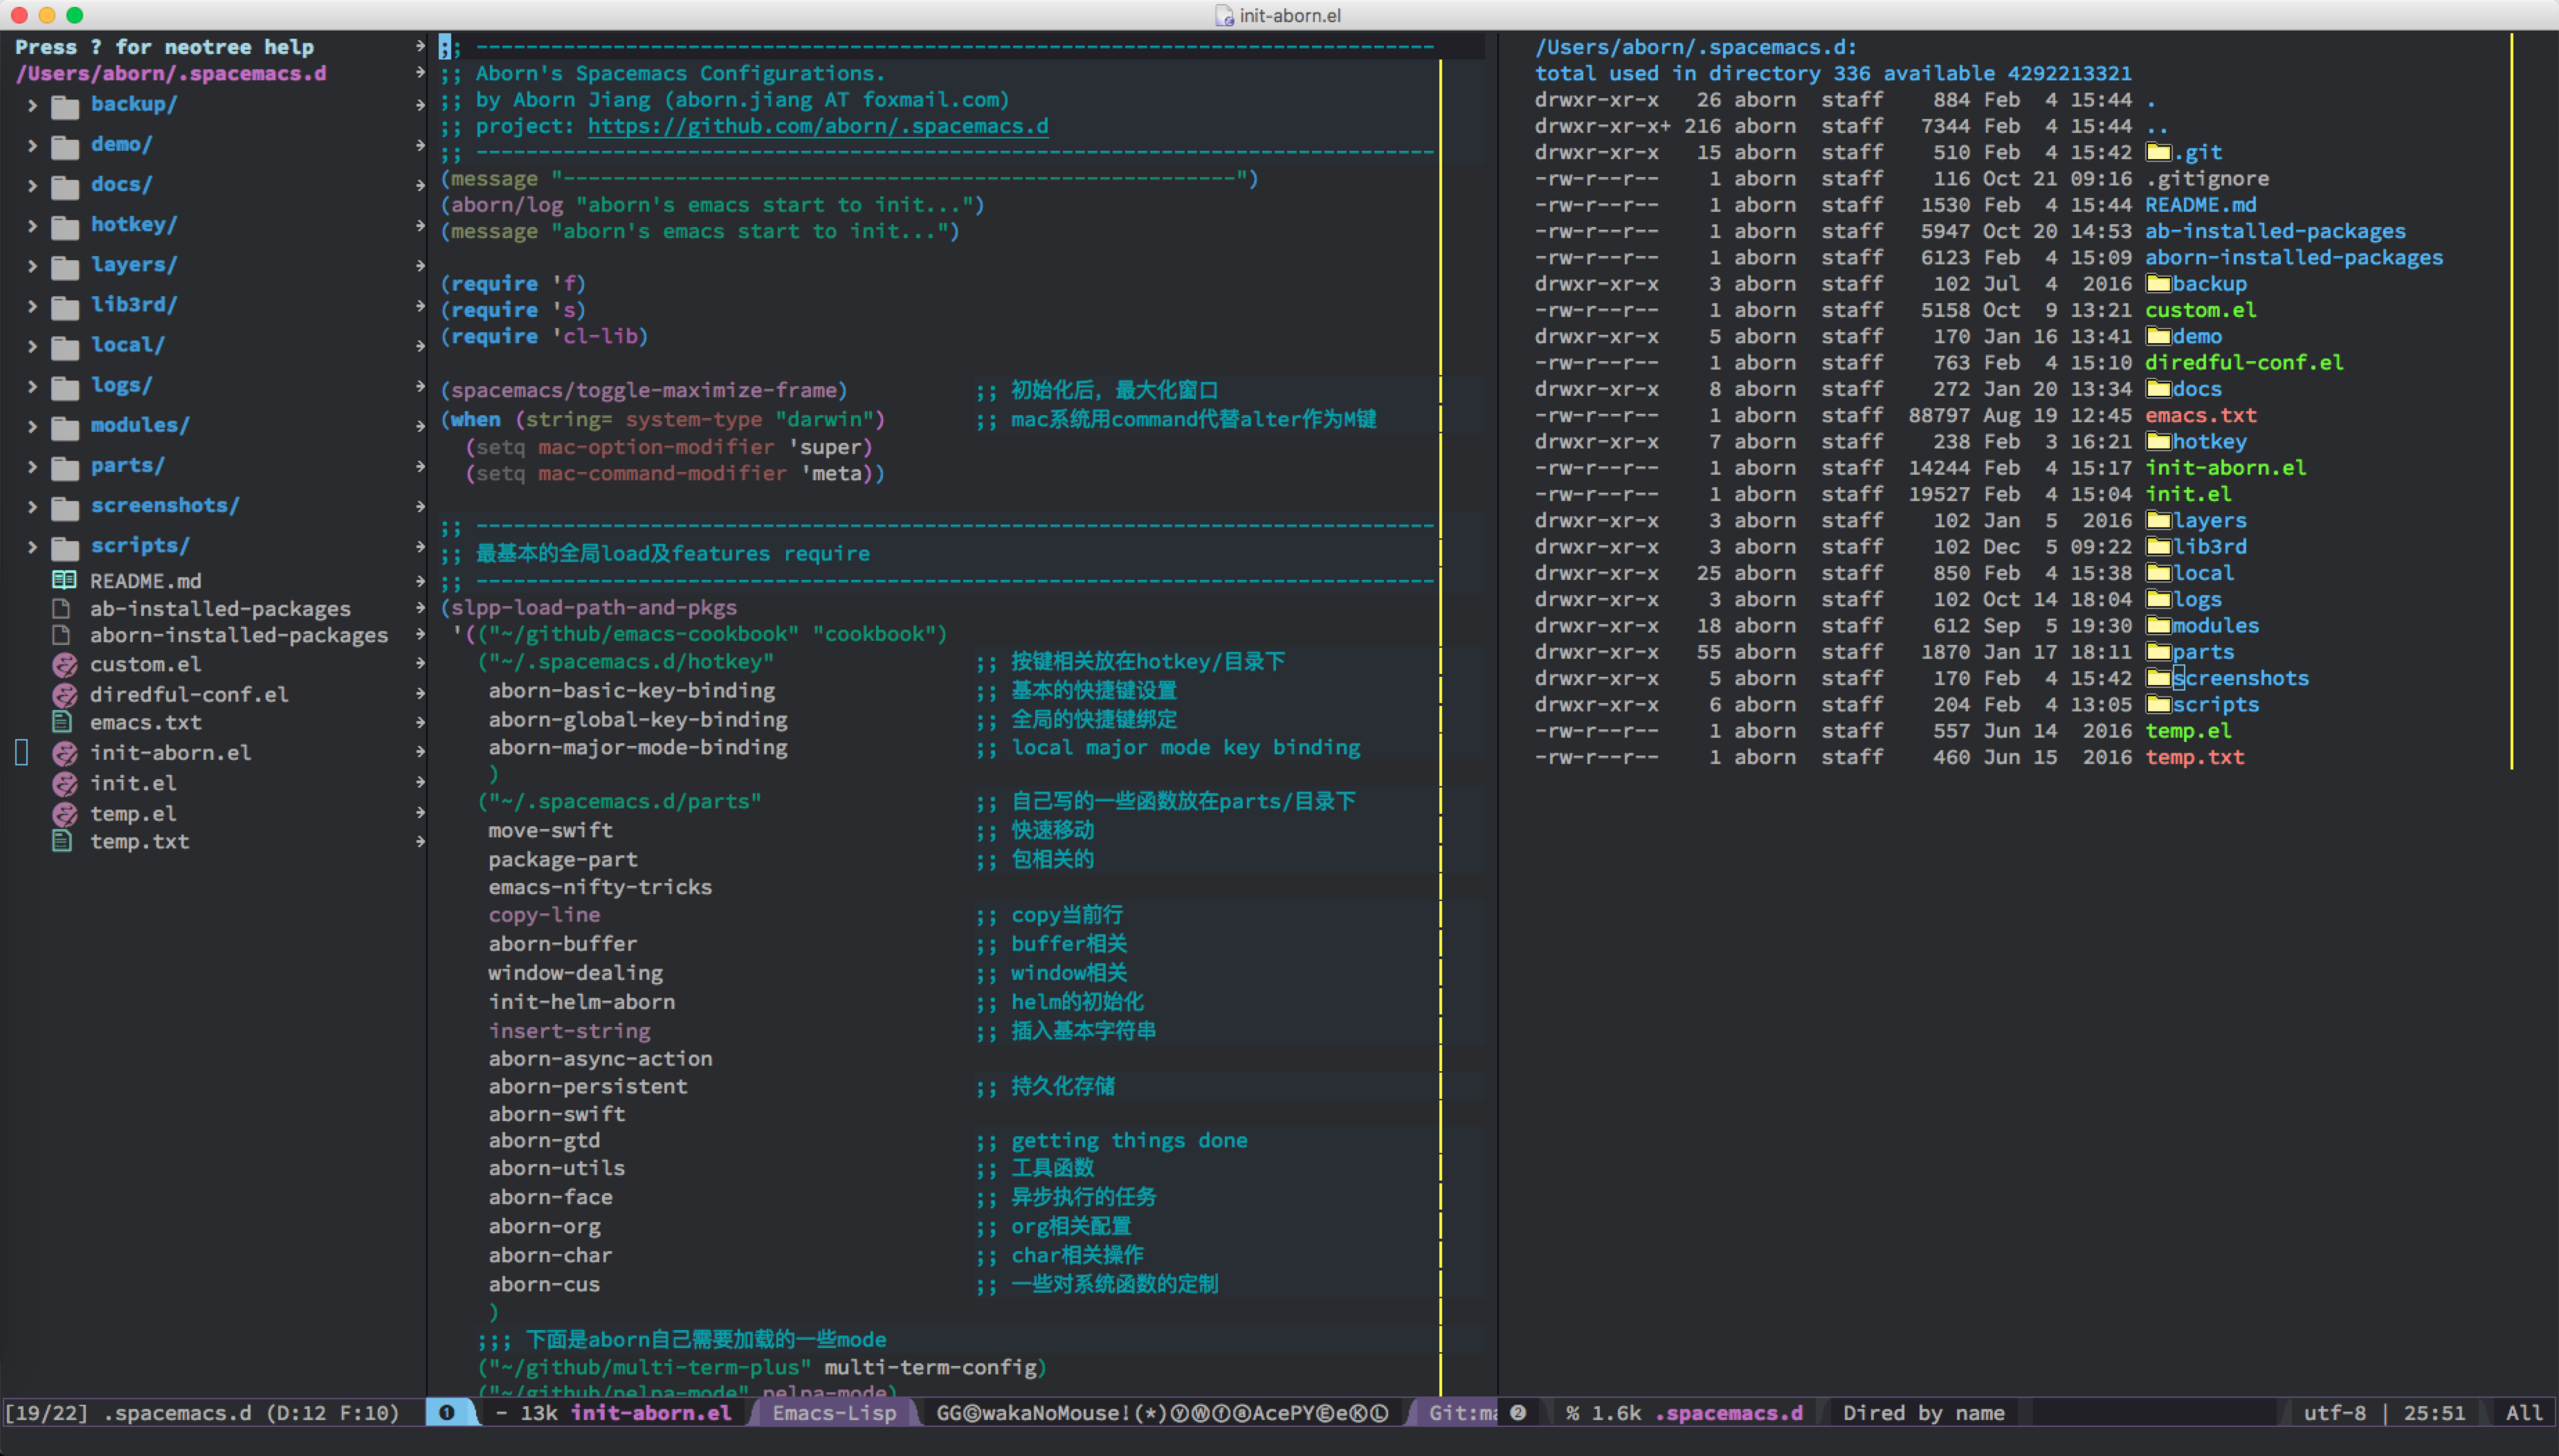 init-aborn.el
Press ? for neotree help
/Users/aborn/.spacemacs.d
backup/
demo/
docs/
hotkey/
layers/
lib3rd/
local/
logs/
modules/
parts/
screenshots/
scripts/
README.md
ab-installed-packages
aborn-installed-packages
custom.el
diredful-conf.el
emacs.txt
init-aborn.el
init.el
temp.el
temp.txt
;; -----------------------------------------------------------------------------
;; Aborn's Spacemacs Configurations.
;; by Aborn Jiang (aborn.jiang AT foxmail.com)
;; project: https://github.com/aborn/.spacemacs.d
;; -----------------------------------------------------------------------------
(message "------------------------------------------------------")
(aborn/log "aborn's emacs start to init...")
(message "aborn's emacs start to init...")
(require 'f)
(require 's)
(require 'cl-lib)
(spacemacs/toggle-maximize-frame) ;; 初始化后，最大化窗口
(when (string= system-type "darwin") ;; mac系统用command代替alter作为M键
(setq mac-option-modifier 'super)
(setq mac-command-modifier 'meta))
;; -----------------------------------------------------------------------------
;; 最基本的全局load及features require
;; -----------------------------------------------------------------------------
(slpp-load-path-and-pkgs
'(("~/github/emacs-cookbook" "cookbook")
("~/.spacemacs.d/hotkey" ;; 按键相关放在hotkey/目录下
aborn-basic-key-binding ;; 基本的快捷键设置
aborn-global-key-binding ;; 全局的快捷键绑定
aborn-major-mode-binding ;; local major mode key binding
)
("~/.spacemacs.d/parts" ;; 自己写的一些函数放在parts/目录下
move-swift ;; 快速移动
package-part ;; 包相关的
emacs-nifty-tricks
copy-line ;; copy当前行
aborn-buffer ;; buffer相关
window-dealing ;; window相关
init-helm-aborn ;; helm的初始化
insert-string ;; 插入基本字符串
aborn-async-action
aborn-persistent ;; 持久化存储
aborn-swift
aborn-gtd ;; getting things done
aborn-utils ;; 工具函数
aborn-face ;; 异步执行的任务
aborn-org ;; org相关配置
aborn-char ;; char相关操作
aborn-cus ;; 一些对系统函数的定制
)
;;; 下面是aborn自己需要加载的一些mode
("~/github/multi-term-plus" multi-term-config)
("~/github/pelpa-mode" pelpa-mode)
/Users/aborn/.spacemacs.d:
total used in directory 336 available 4292213321
drwxr-xr-x 26 aborn staff 884 Feb 4 15:44 .
drwxr-xr-x+ 216 aborn staff 7344 Feb 4 15:44 ..
drwxr-xr-x 15 aborn staff 510 Feb 4 15:42 .git
-rw-r--r-- 1 aborn staff 116 Oct 21 09:16 .gitignore
-rw-r--r-- 1 aborn staff 1530 Feb 4 15:44 README.md
-rw-r--r-- 1 aborn staff 5947 Oct 20 14:53 ab-installed-packages
-rw-r--r-- 1 aborn staff 6123 Feb 4 15:09 aborn-installed-packages
drwxr-xr-x 3 aborn staff 102 Jul 4 2016 backup
-rw-r--r-- 1 aborn staff 5158 Oct 9 13:21 custom.el
drwxr-xr-x 5 aborn staff 170 Jan 16 13:41 demo
-rw-r--r-- 1 aborn staff 763 Feb 4 15:10 diredful-conf.el
drwxr-xr-x 8 aborn staff 272 Jan 20 13:34 docs
-rw-r--r-- 1 aborn staff 88797 Aug 19 12:45 emacs.txt
drwxr-xr-x 7 aborn staff 238 Feb 3 16:21 hotkey
-rw-r--r-- 1 aborn staff 14244 Feb 4 15:17 init-aborn.el
-rw-r--r-- 1 aborn staff 19527 Feb 4 15:04 init.el
drwxr-xr-x 3 aborn staff 102 Jan 5 2016 layers
drwxr-xr-x 3 aborn staff 102 Dec 5 09:22 lib3rd
drwxr-xr-x 25 aborn staff 850 Feb 4 15:38 local
drwxr-xr-x 3 aborn staff 102 Oct 14 18:04 logs
drwxr-xr-x 18 aborn staff 612 Sep 5 19:30 modules
drwxr-xr-x 55 aborn staff 1870 Jan 17 18:11 parts
drwxr-xr-x 5 aborn staff 170 Feb 4 15:42 screenshots
drwxr-xr-x 6 aborn staff 204 Feb 4 13:05 scripts
-rw-r--r-- 1 aborn staff 557 Jun 14 2016 temp.el
-rw-r--r-- 1 aborn staff 460 Jun 15 2016 temp.txt
[19/22] .spacemacs.d (D:12 F:10) ❶ - 13k init-aborn.el Emacs-Lisp GGⒼwakaNoMouse!(*)ⓨⓌⓕⓐAcePYⒺeⓀⓁ Git:ma ❷ % 1.6k .spacemacs.d Dired by name utf-8 | 25:51 All